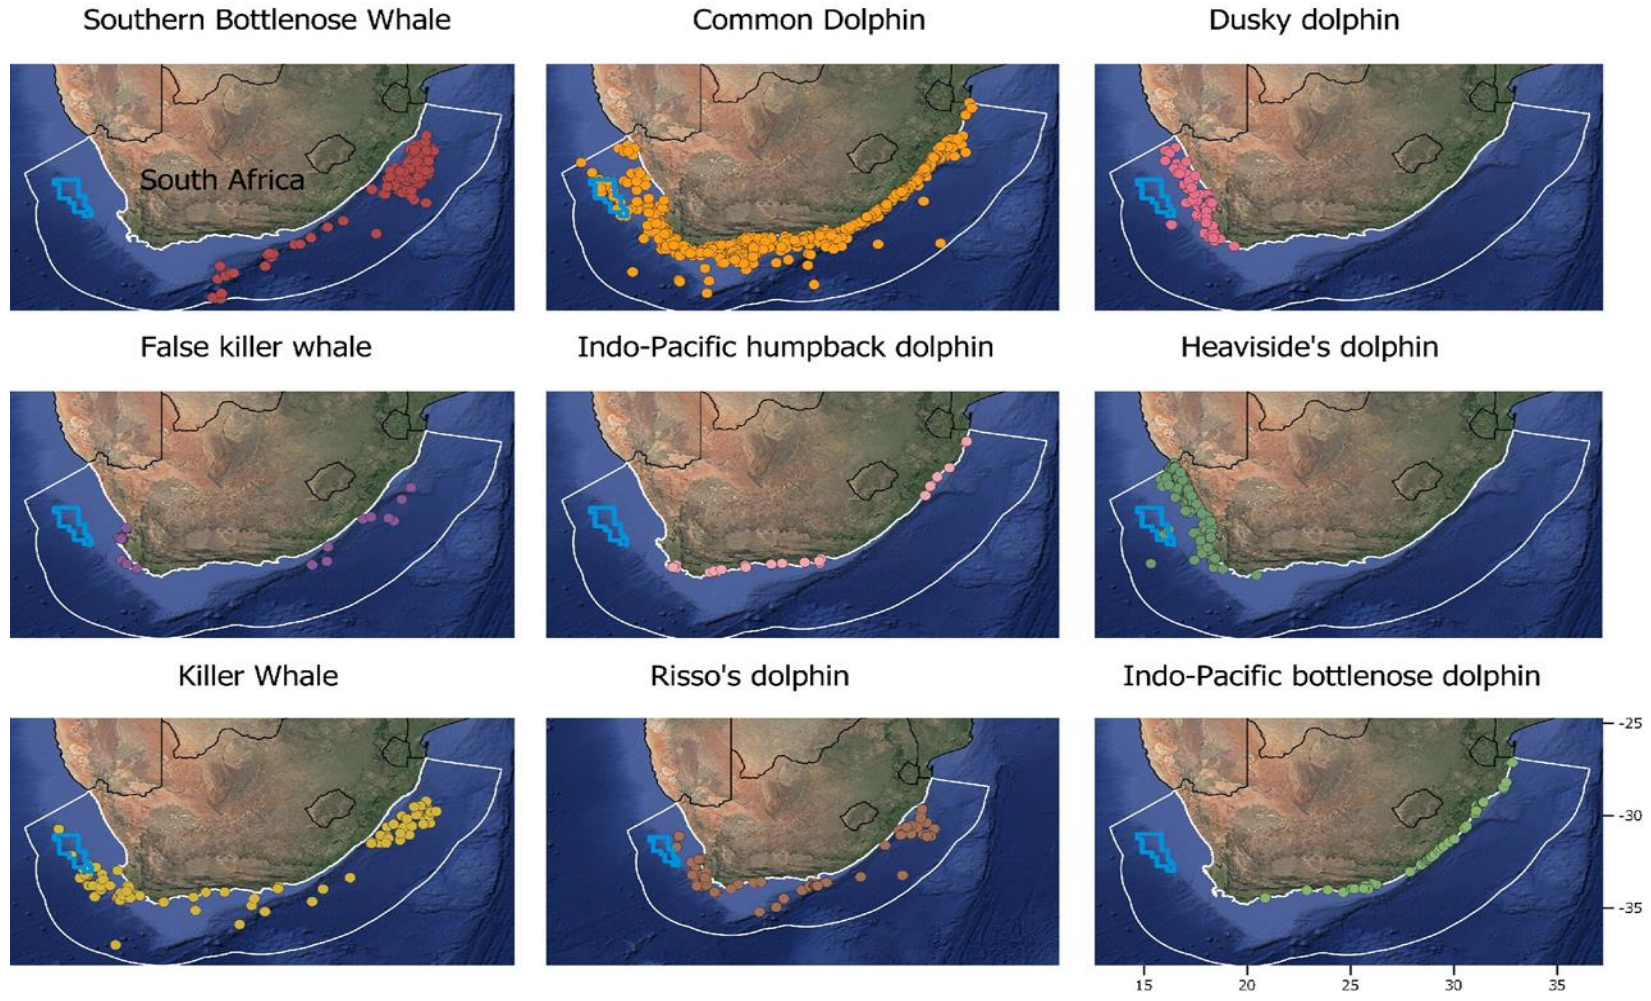 Southern Bottlenose Whale
Common Dolphin
Dusky dolphin
South Africa
False killer whale
Indo-Pacific humpback dolphin
Heaviside's dolphin
Killer Whale
Risso's dolphin
Indo-Pacific bottlenose dolphin
-25
-30
-35
15
20
25
30
35